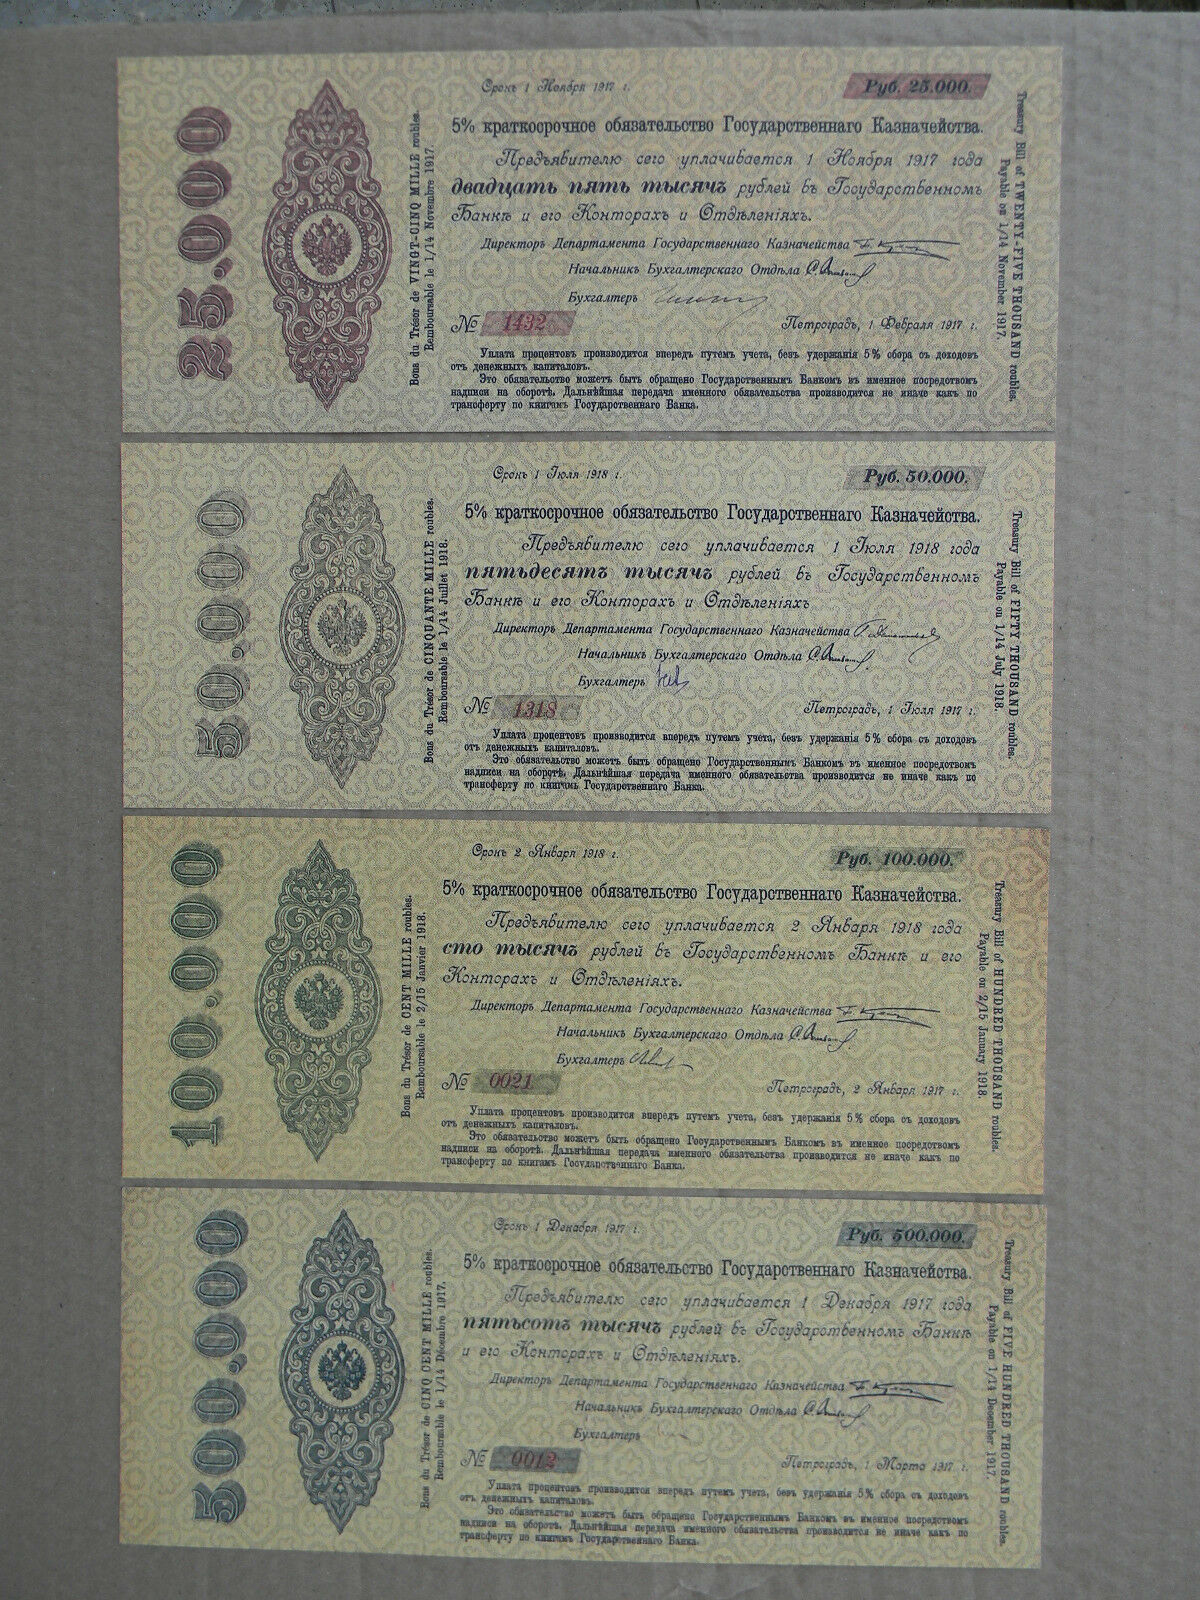 25.000
Bons du Trésor de VINGT-CINQ MILLE roubles.
Remboursable le 1/14 Novembre 1917.
Срокъ 1 Ноября 1917 г.
Руб. 25.000.
5% краткосрочное обязательство Государственнаго Казначейства.
Предъявителю сего уплачивается 1 Ноября 1917 года
двадцать пять тысячъ рублей въ Государственномъ
Банкѣ и его Конторахъ и Отдѣленіяхъ.
Директоръ Департамента Государственнаго Казначейства
Начальникъ Бухгалтерскаго Отдѣла
Бухгалтеръ
№ 1432
Петроградъ, 1 Февраля 1917 г.
Уплата процентовъ производится впередъ путемъ учета, безъ удержанія 5% сбора съ доходовъ
отъ денежныхъ капиталовъ.
Это обязательство можетъ быть обращено Государственнымъ Банкомъ въ именное посредствомъ
надписи на оборотѣ. Дальнѣйшая передача именного обязательства производится не иначе какъ по
трансферту по книгамъ Государственнаго Банка.
Treasury Bill of TWENTY-FIVE THOUSAND roubles.
Payable on 1/14 November 1917.
50.000
Bons du Trésor de CINQUANTE MILLE roubles.
Remboursable le 1/14 Juillet 1918.
Срокъ 1 Іюля 1918 г.
Руб. 50.000.
5% краткосрочное обязательство Государственнаго Казначейства.
Предъявителю сего уплачивается 1 Іюля 1918 года
пятьдесятъ тысячъ рублей въ Государственномъ
Банкѣ и его Конторахъ и Отдѣленіяхъ
Директоръ Департамента Государственнаго Казначейства
Начальникъ Бухгалтерскаго Отдѣла
Бухгалтеръ
№ 1318
Петроградъ, 1 Іюля 1917 г.
Уплата процентовъ производится впередъ путемъ учета, безъ удержанія 5% сбора съ доходовъ
отъ денежныхъ капиталовъ.
Это обязательство можетъ быть обращено Государственнымъ Банкомъ въ именное посредствомъ
надписи на оборотѣ. Дальнѣйшая передача именного обязательства производится не иначе какъ по
трансферту по книгамъ Государственнаго Банка.
Treasury Bill of FIFTY THOUSAND roubles.
Payable on 1/14 July 1918.
100.000
Bons du Trésor de CENT MILLE roubles.
Remboursable le 2/15 Janvier 1918.
Срокъ 2 Января 1918 г.
Руб. 100.000.
5% краткосрочное обязательство Государственнаго Казначейства.
Предъявителю сего уплачивается 2 Января 1918 года
сто тысячъ рублей въ Государственномъ Банкѣ и его
Конторахъ и Отдѣленіяхъ.
Директоръ Департамента Государственнаго Казначейства
Начальникъ Бухгалтерскаго Отдѣла
Бухгалтеръ
№ 0021
Петроградъ, 2 Января 1917 г.
Уплата процентовъ производится впередъ путемъ учета, безъ удержанія 5% сбора съ доходовъ
отъ денежныхъ капиталовъ.
Это обязательство можетъ быть обращено Государственнымъ Банкомъ въ именное посредствомъ
надписи на оборотѣ. Дальнѣйшая передача именного обязательства производится не иначе какъ по
трансферту по книгамъ Государственнаго Банка.
Treasury Bill of HUNDRED THOUSAND roubles.
Payable on 2/15 January 1918.
500.000
Bons du Trésor de CINQ CENT MILLE roubles.
Remboursable le 1/14 Décembre 1917.
Срокъ 1 Декабря 1917 г.
Руб. 500.000.
5% краткосрочное обязательство Государственнаго Казначейства.
Предъявителю сего уплачивается 1 Декабря 1917 года
пятьсотъ тысячъ рублей въ Государственномъ Банкѣ
и его Конторахъ и Отдѣленіяхъ.
Директоръ Департамента Государственнаго Казначейства
Начальникъ Бухгалтерскаго Отдѣла
Бухгалтеръ
№ 0012
Петроградъ, 1 Марта 1917 г.
Уплата процентовъ производится впередъ путемъ учета, безъ удержанія 5% сбора съ доходовъ
отъ денежныхъ капиталовъ.
Это обязательство можетъ быть обращено Государственнымъ Банкомъ въ именное посредствомъ
надписи на оборотѣ. Дальнѣйшая передача именного обязательства производится не иначе какъ по
трансферту по книгамъ Государственнаго Банка.
Treasury Bill of FIVE HUNDRED THOUSAND roubles.
Payable on 1/14 December 1917.